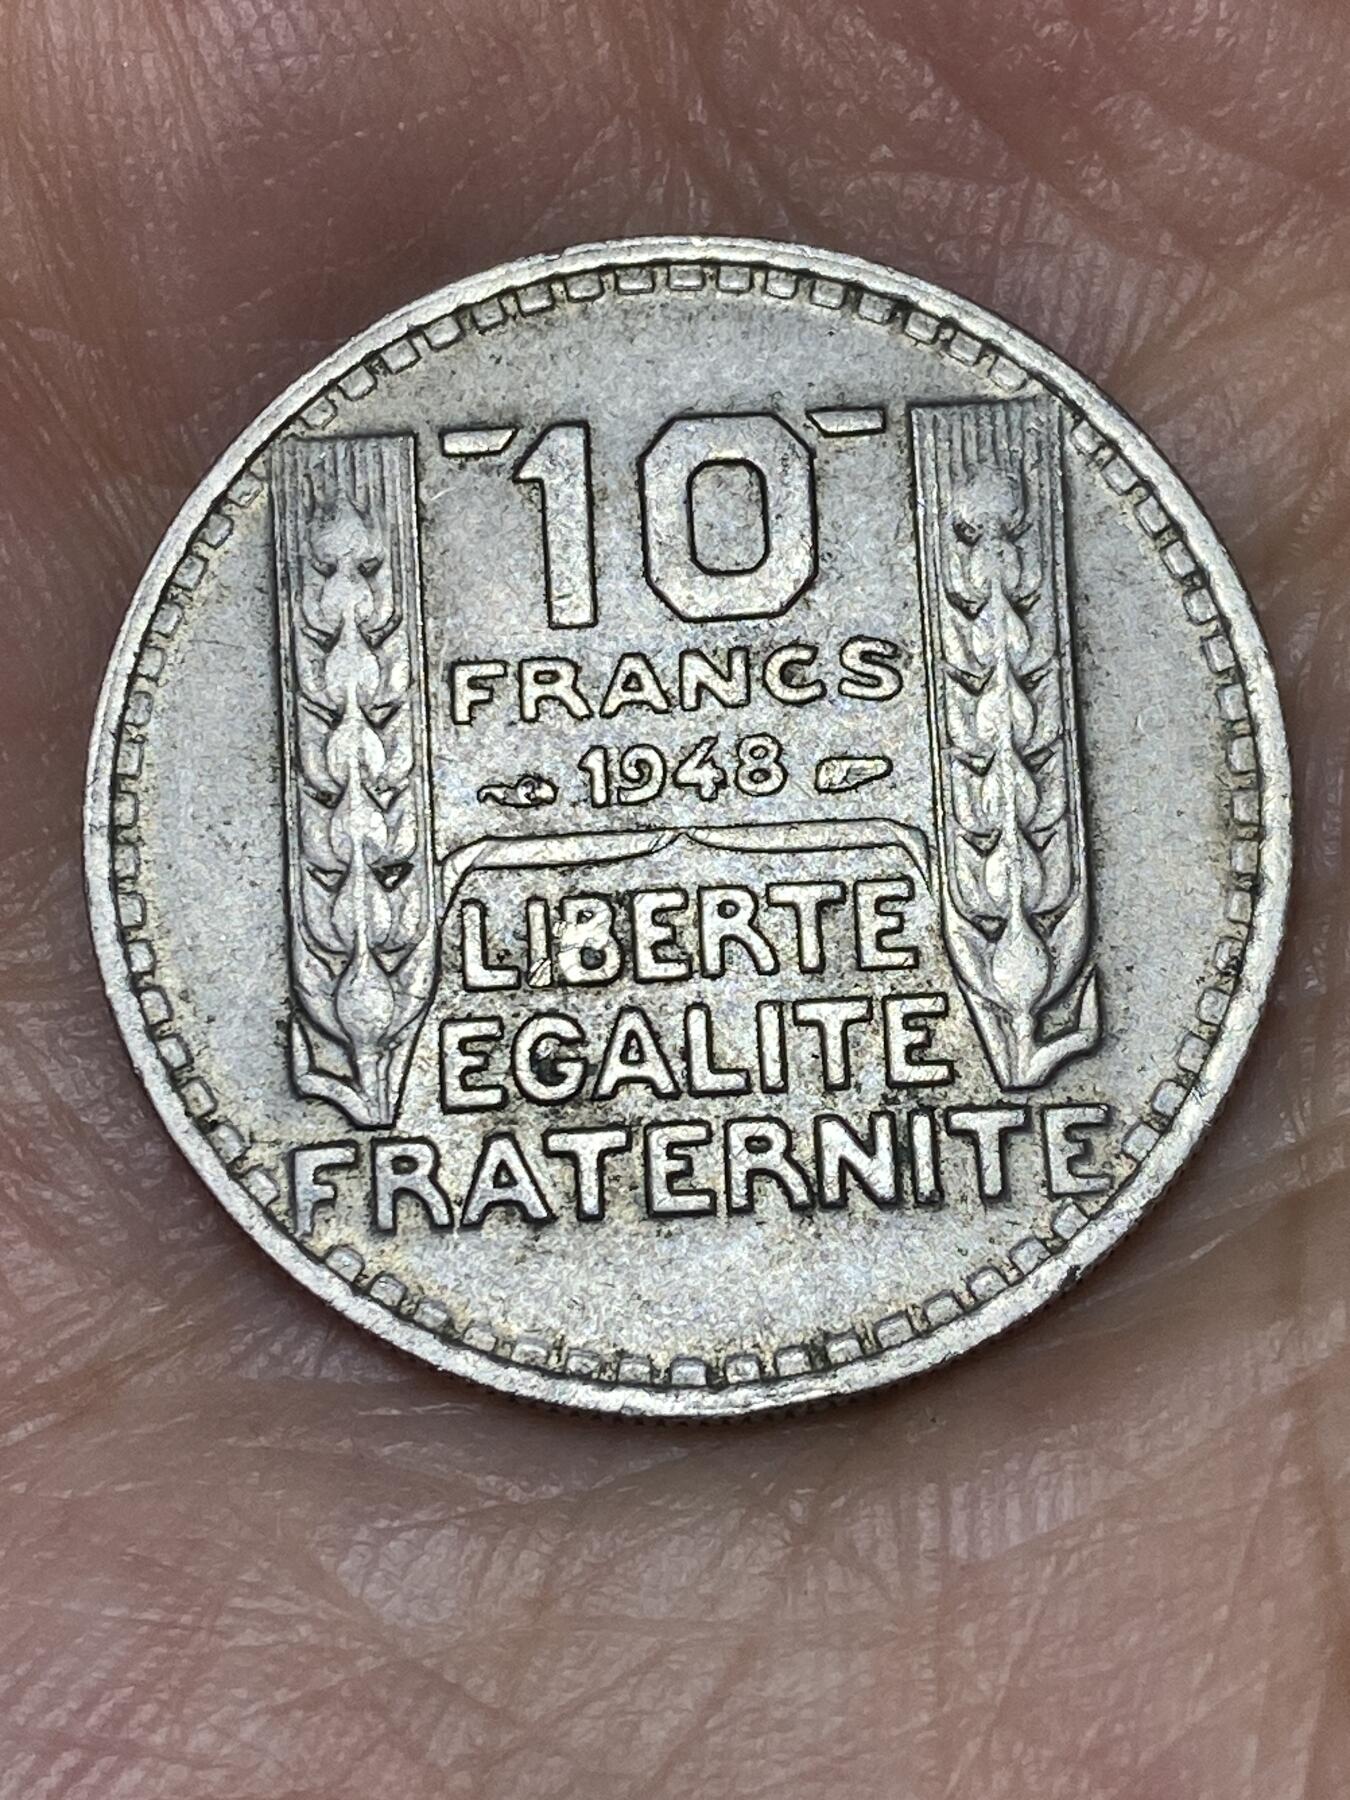 10
FRANCS
1948
LIBERTE
EGALITE
FRATERNITE